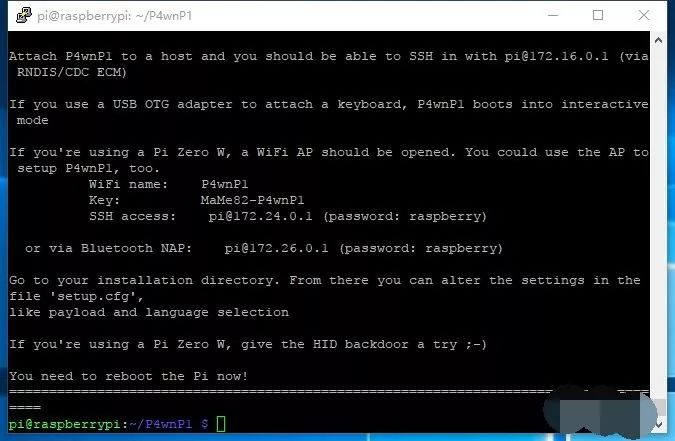 pi@raspberrypi: ~/P4wnP1
Attach P4wnP1 to a host and you should be able to SSH in with pi@172.16.0.1 (via
RNDIS/CDC ECM)
If you use a USB OTG adapter to attach a keyboard, P4wnP1 boots into interactive
mode
If you're using a Pi Zero W, a WiFi AP should be opened. You could use the AP to
setup P4wnP1, too.
WiFi name:    P4wnP1
Key:    MaMe82-P4wnP1
SSH access:    pi@172.24.0.1 (password: raspberry)
or via Bluetooth NAP:    pi@172.26.0.1 (password: raspberry)
Go to your installation directory. From there you can alter the settings in the
file 'setup.cfg',
like payload and language selection
If you're using a Pi Zero W, give the HID backdoor a try ;-)
You need to reboot the Pi now!
================================================================================
====
pi@raspberrypi:~/P4wnP1 $